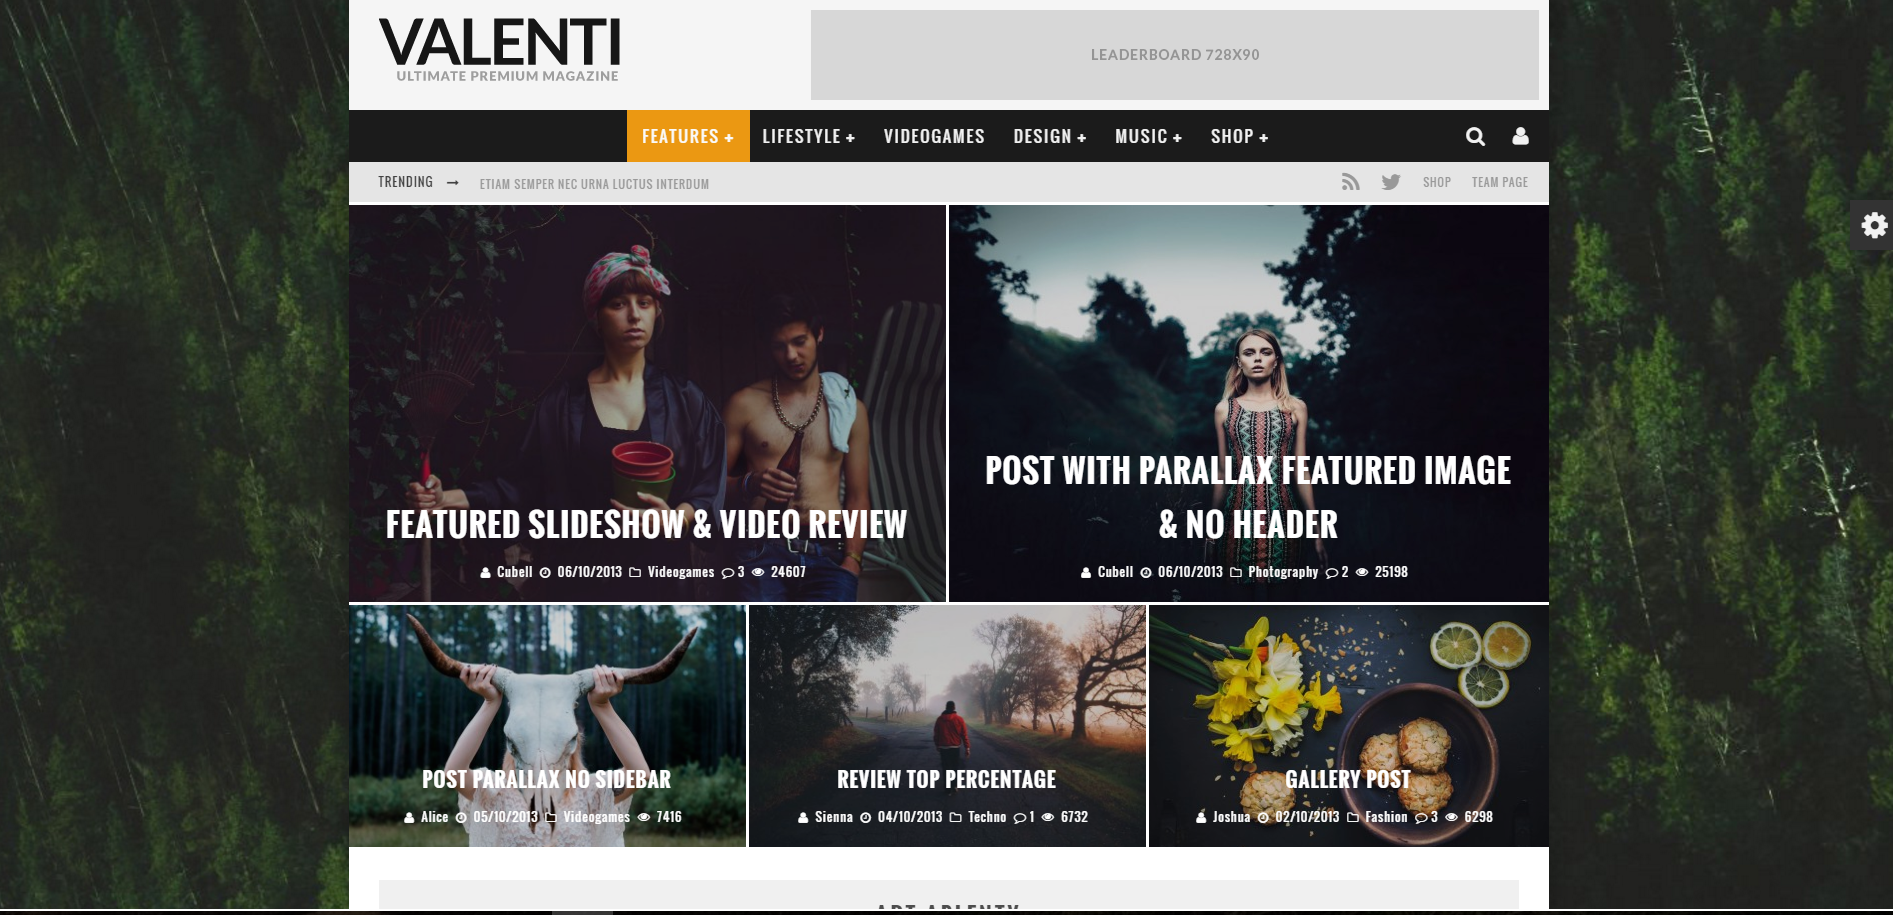 VALENTI
ULTIMATE PREMIUM MAGAZINE
LEADERBOARD 728X90
FEATURES + LIFESTYLE + VIDEOGAMES DESIGN + MUSIC + SHOP +
TRENDING → ETIAM SEMPER NEC URNA LUCTUS INTERDUM SHOP TEAM PAGE
FEATURED SLIDESHOW & VIDEO REVIEW
Cubell 06/10/2013 Videogames 3 24607
POST WITH PARALLAX FEATURED IMAGE
& NO HEADER
Cubell 06/10/2013 Photography 2 25198
POST PARALLAX NO SIDEBAR
Alice 05/10/2013 Videogames 7416
REVIEW TOP PERCENTAGE
Sienna 04/10/2013 Techno 1 6732
GALLERY POST
Joshua 02/10/2013 Fashion 3 6298